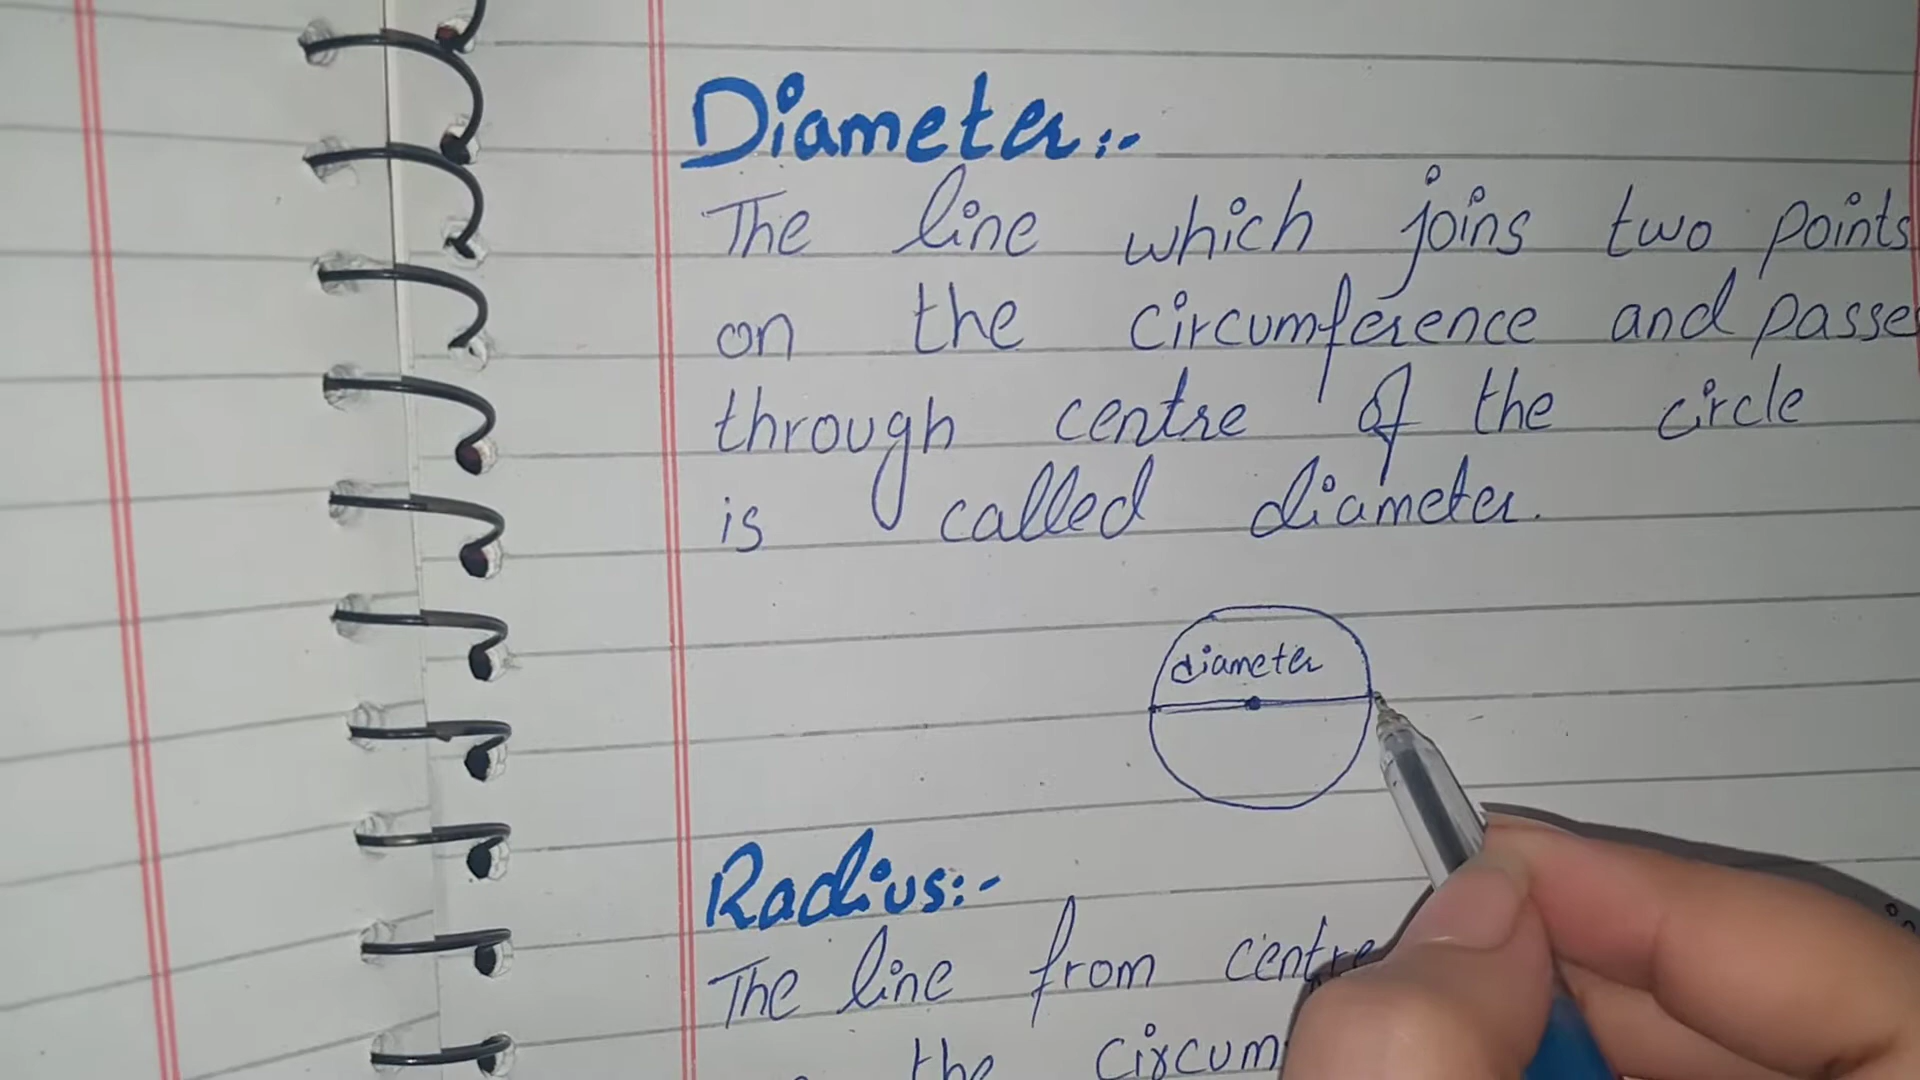 Diameter:-
The line which joins two points
on the circumference and passe
through centre of the circle
is called diameter.
diameter
Radius:-
The line from centre
the circum